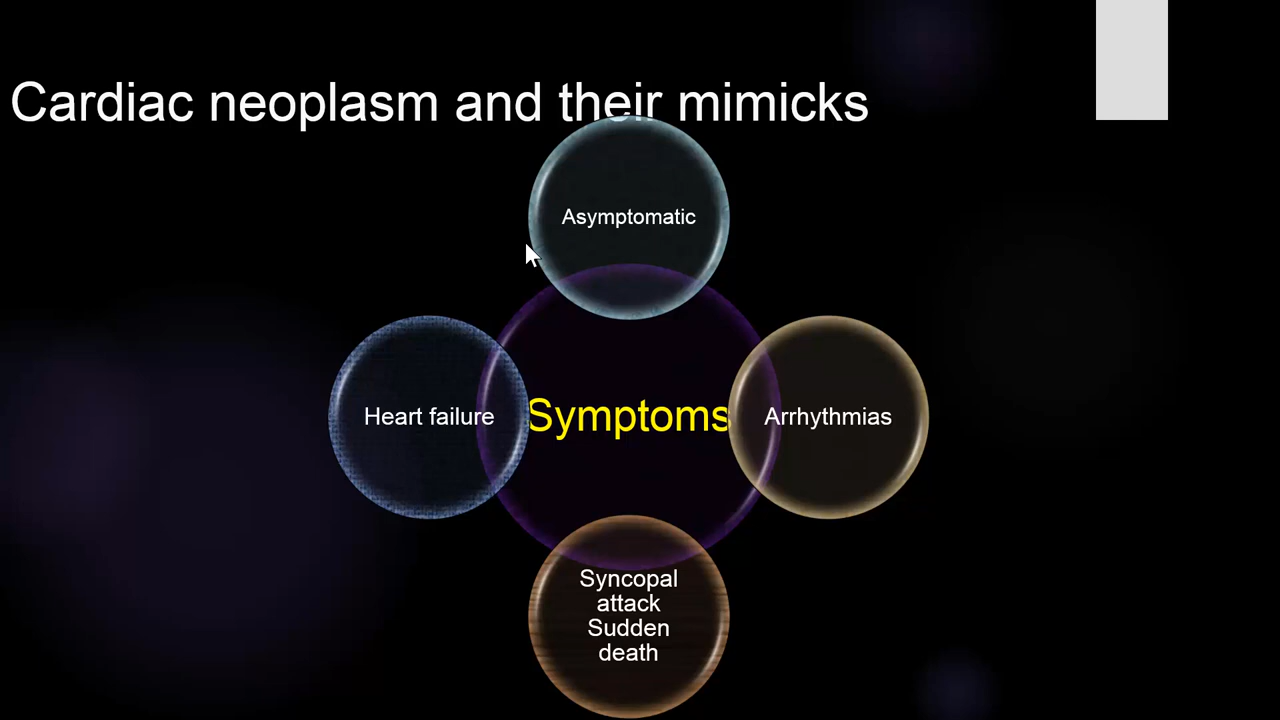 Cardiac neoplasm and their mimicks
Asymptomatic
Heart failure
Symptoms
Arrhythmias
Syncopal
attack
Sudden
death